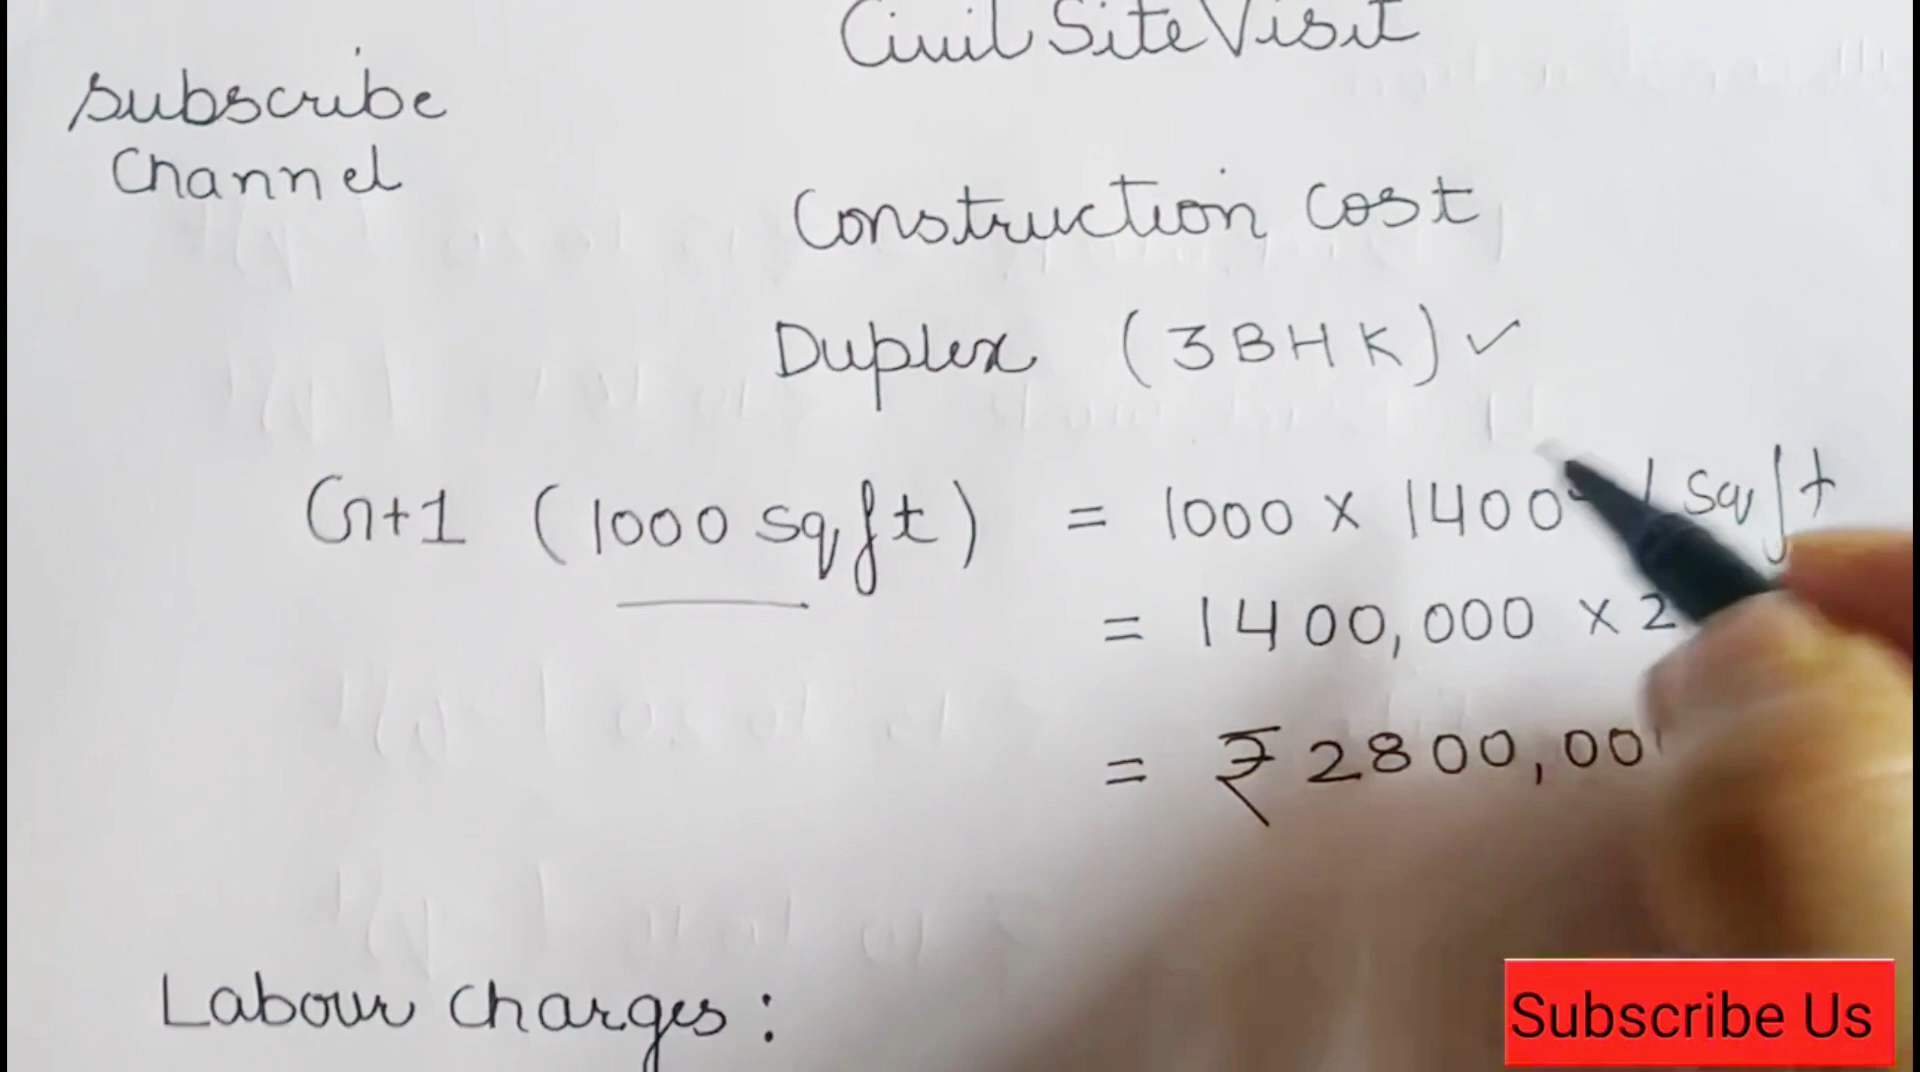 Civil Site Visit
Subscribe
Channel
Construction Cost
Duplex (3BHK) ✓
G+1 (1000 sqft) = 1000 x 1400 / sqft
= 1400,000 x 2
= ₹ 2800,00
Labour charges:
Subscribe Us